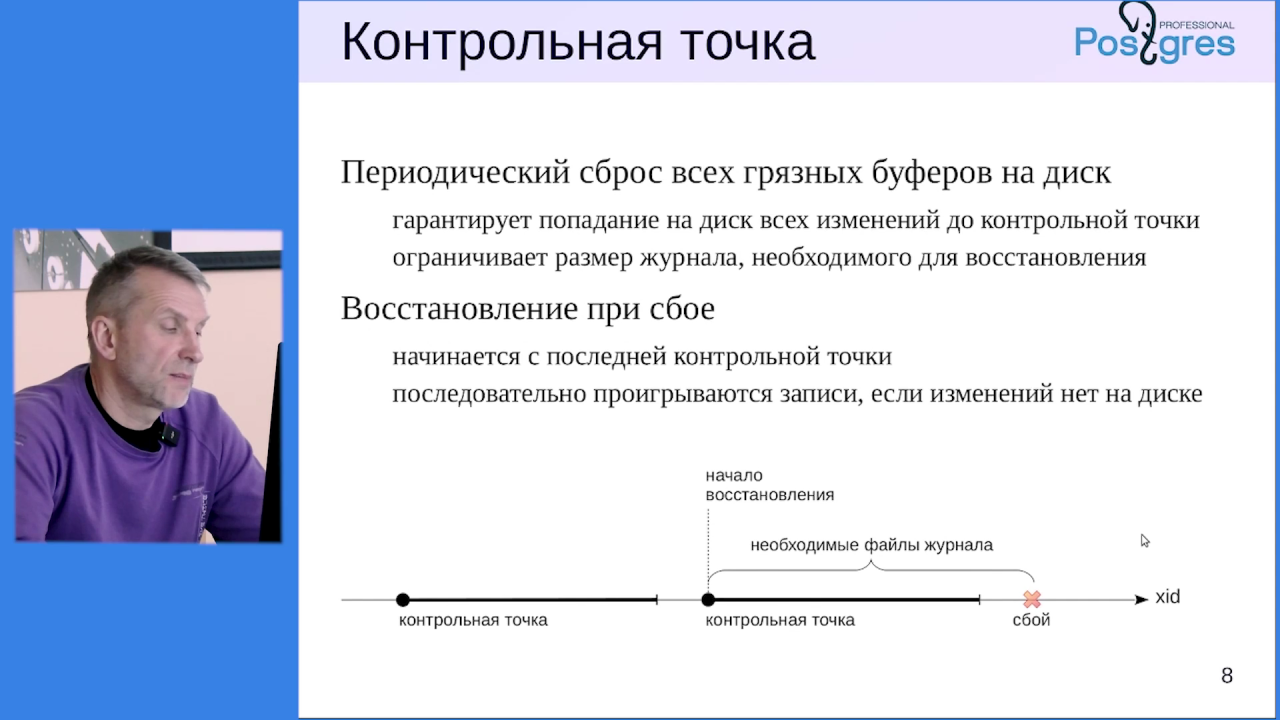 Контрольная точка
PROFESSIONAL
Postgres
Периодический сброс всех грязных буферов на диск
гарантирует попадание на диск всех изменений до контрольной точки
ограничивает размер журнала, необходимого для восстановления
Восстановление при сбое
начинается с последней контрольной точки
последовательно проигрываются записи, если изменений нет на диске
начало
восстановления
необходимые файлы журнала
xid
контрольная точка
контрольная точка
сбой
8